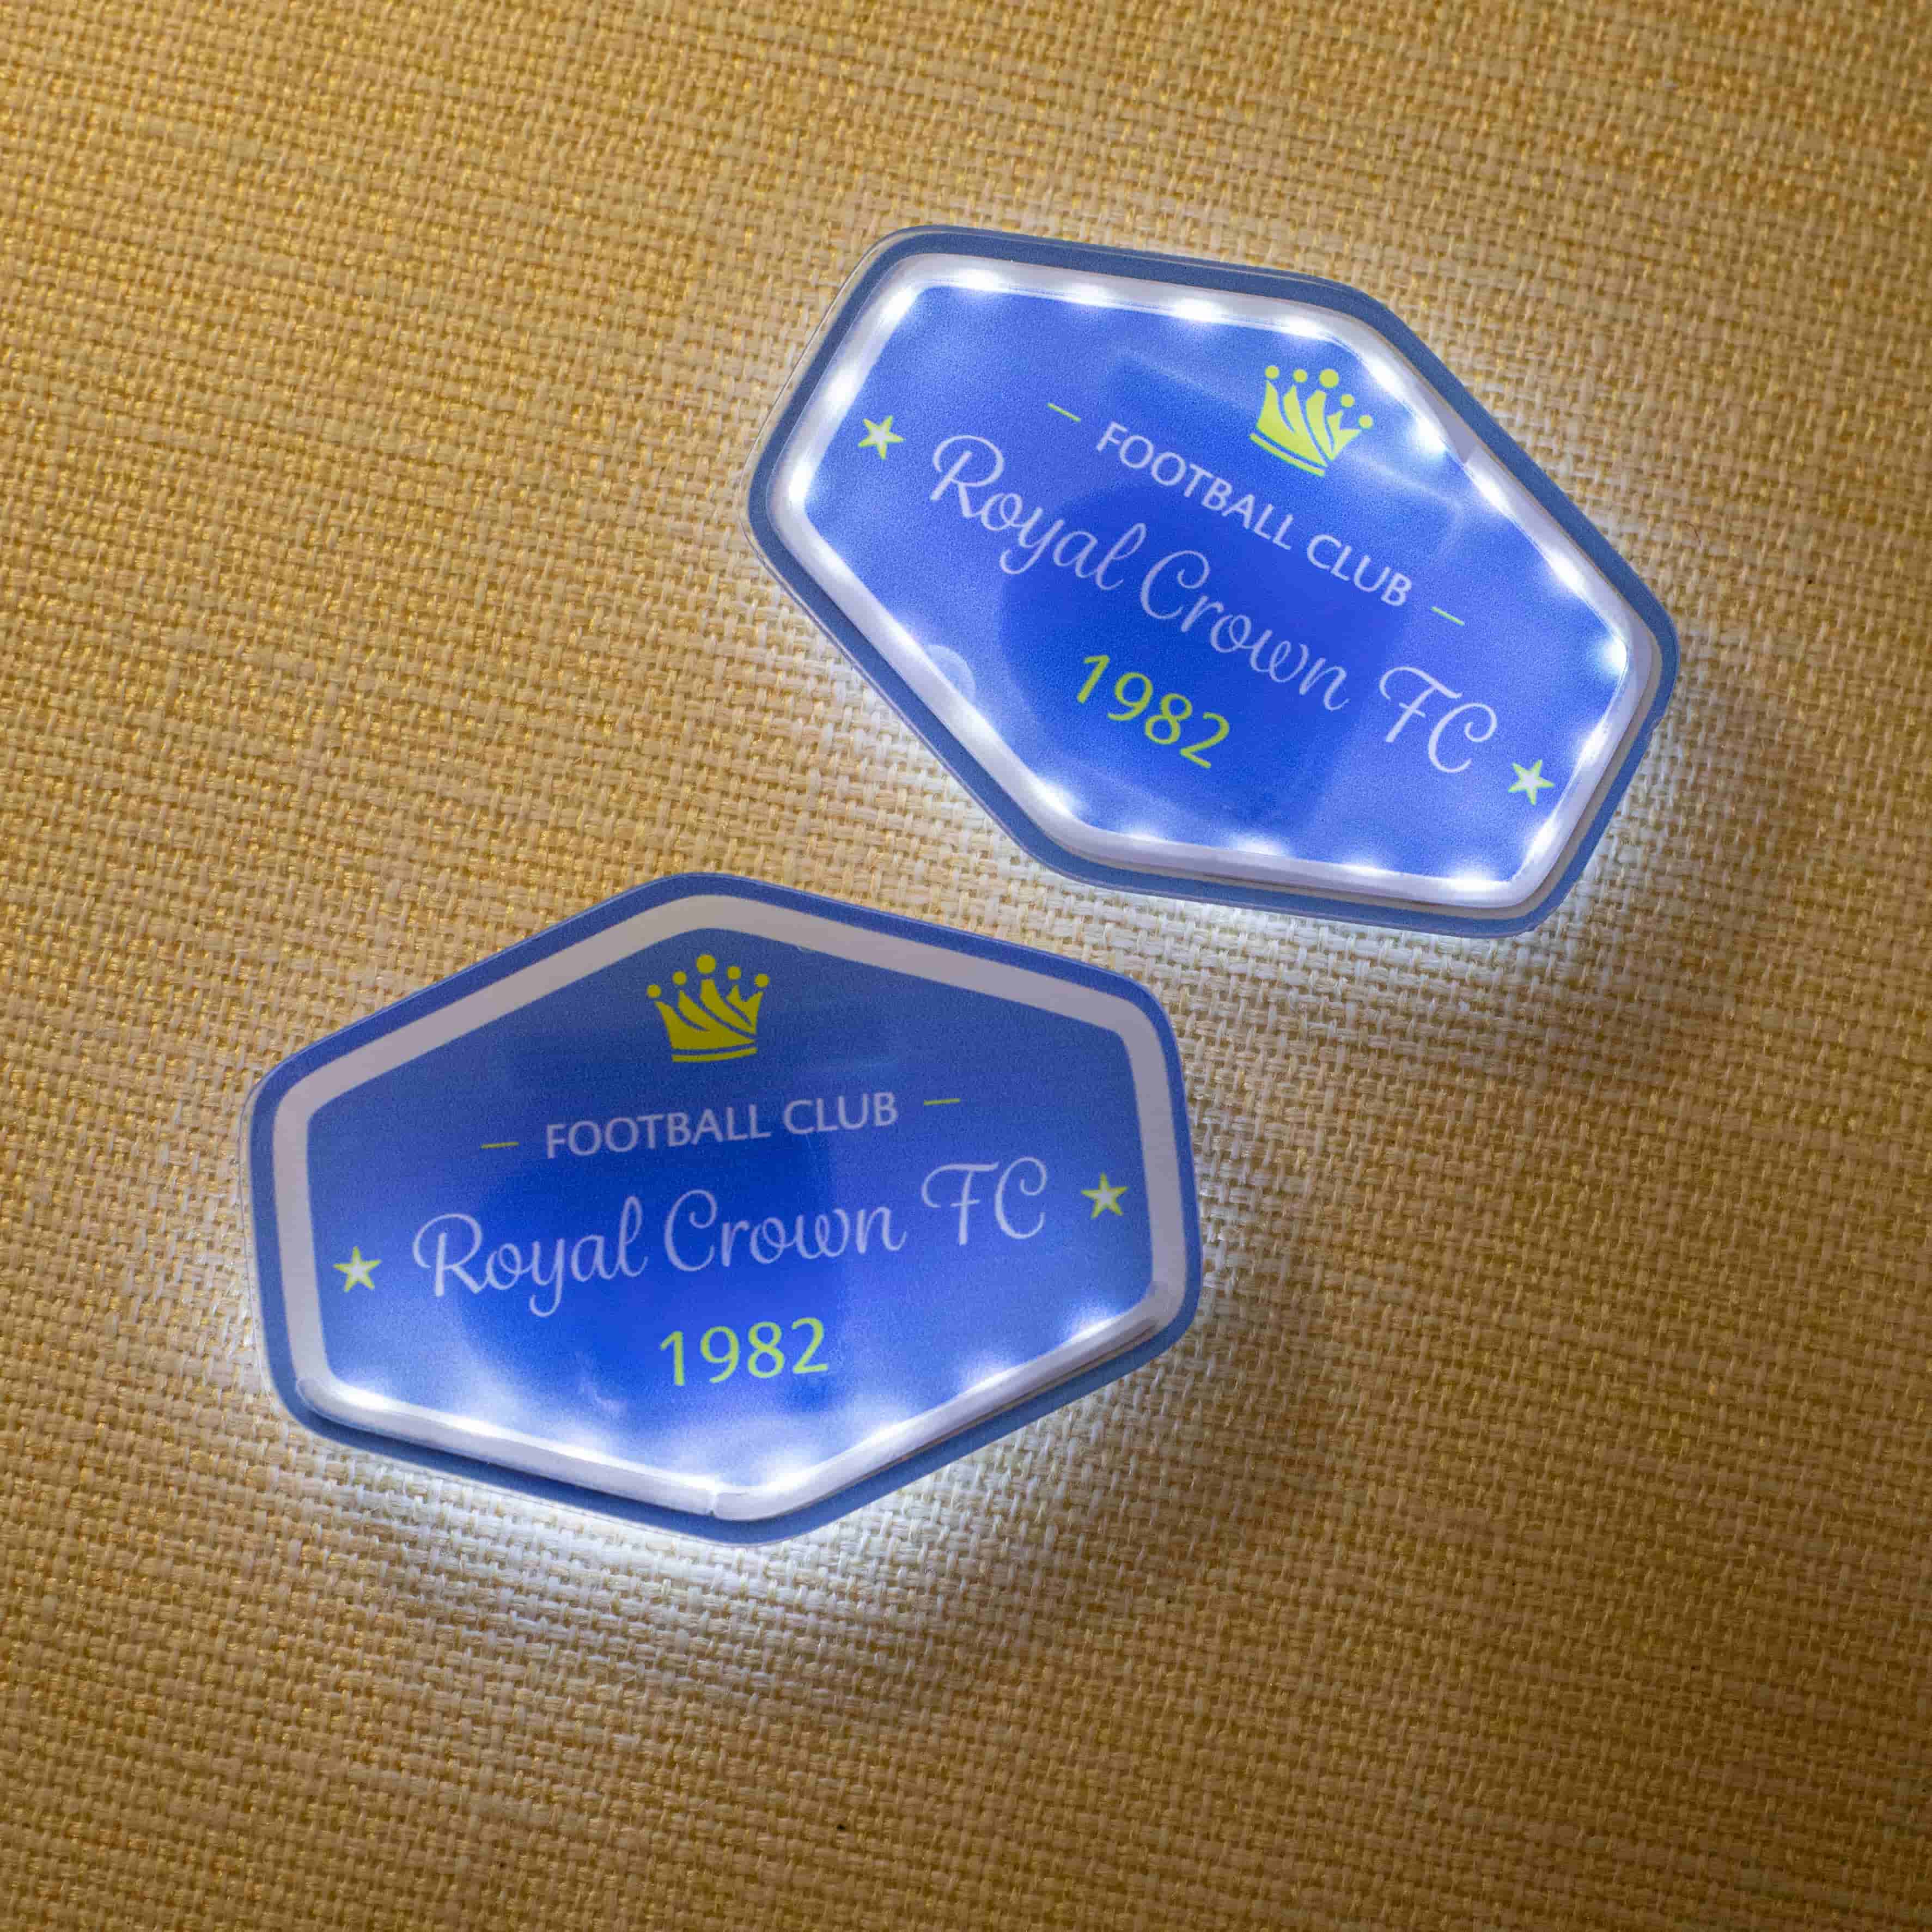 FOOTBALL CLUB
Royal Crown FC
1982
FOOTBALL CLUB
Royal Crown FC
1982